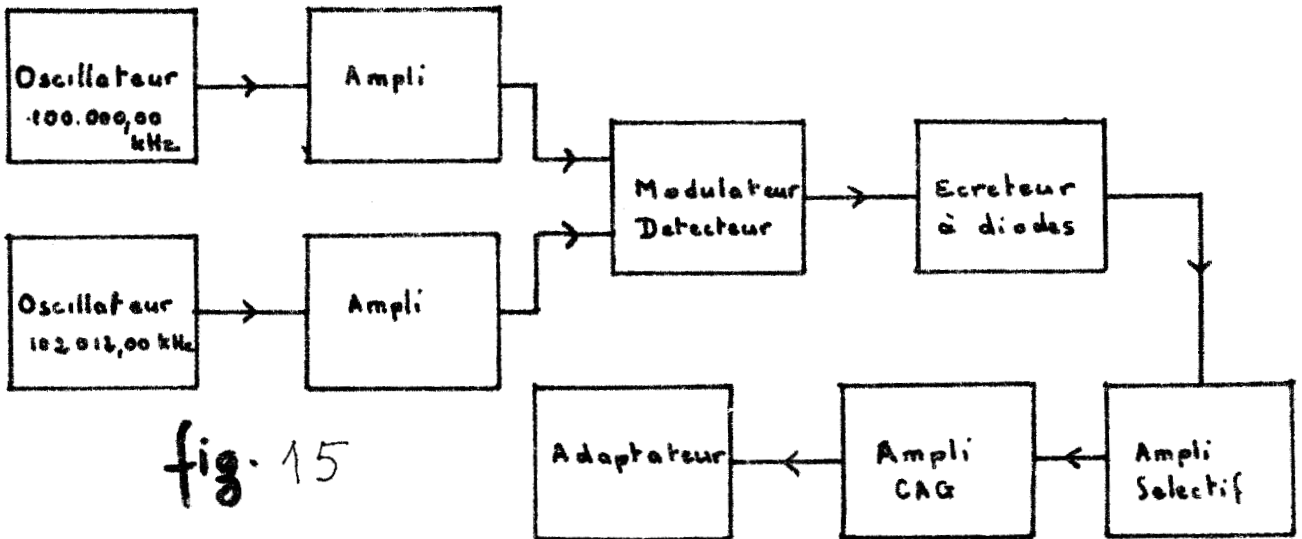 Oscillateur
100.000,00
kHz
Ampli
Modulateur
Detecteur
Ecreteur
à diodes
Oscillateur
kHz
Ampli
Adaptateur
Ampli
CAG
Ampli
Selectif
fig. 15